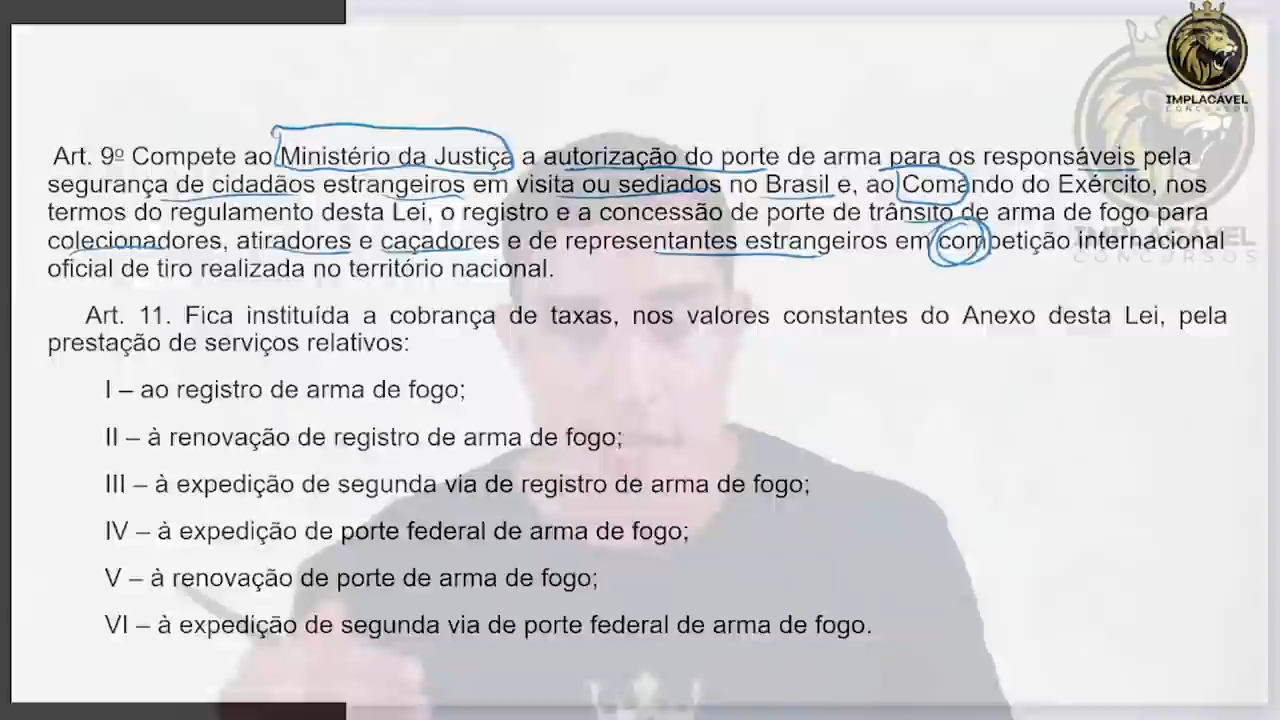 IMPLACÁVEL
CONCURSOS
Art. 9º Compete ao Ministério da Justiça a autorização do porte de arma para os responsáveis pela
segurança de cidadãos estrangeiros em visita ou sediados no Brasil e, ao Comando do Exército, nos
termos do regulamento desta Lei, o registro e a concessão de porte de trânsito de arma de fogo para
colecionadores, atiradores e caçadores e de representantes estrangeiros em competição internacional
oficial de tiro realizada no território nacional.
Art. 11. Fica instituída a cobrança de taxas, nos valores constantes do Anexo desta Lei, pela
prestação de serviços relativos:
I – ao registro de arma de fogo;
II – à renovação de registro de arma de fogo;
III – à expedição de segunda via de registro de arma de fogo;
IV – à expedição de porte federal de arma de fogo;
V – à renovação de porte de arma de fogo;
VI – à expedição de segunda via de porte federal de arma de fogo.